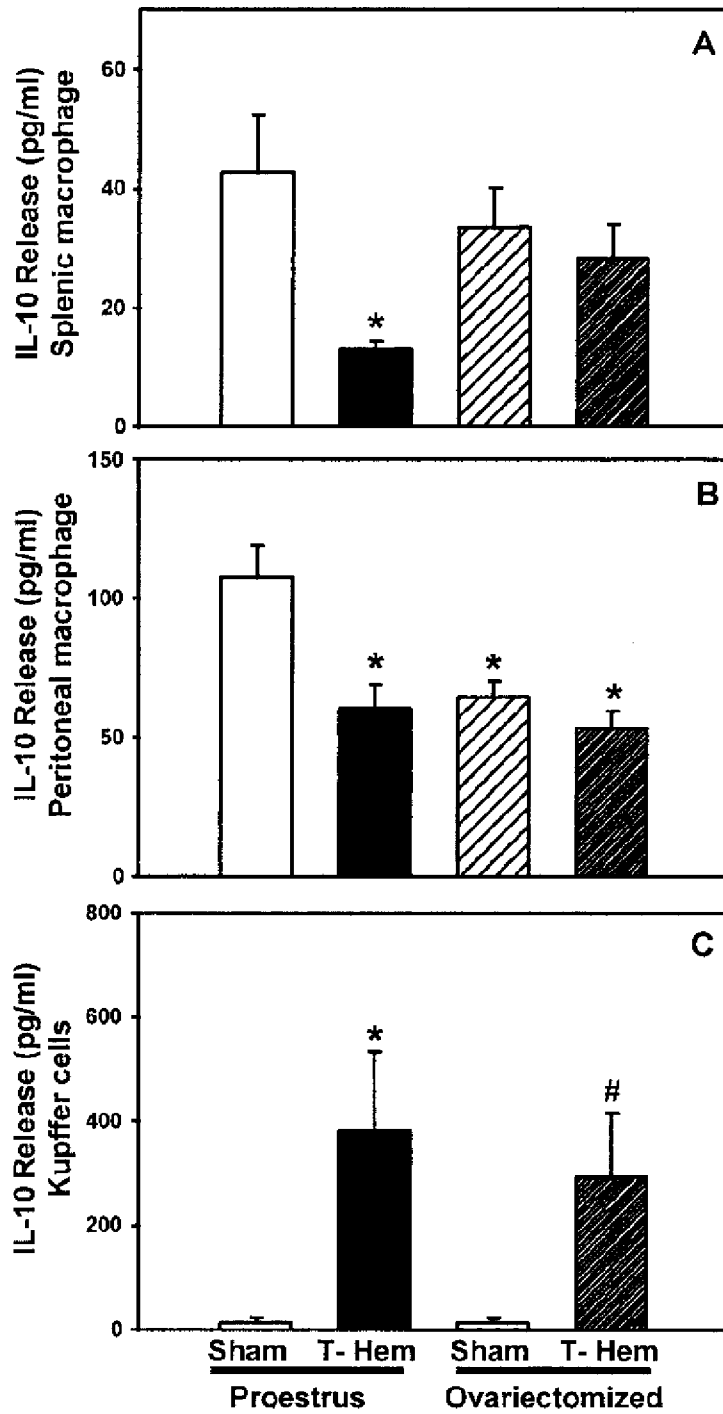 A
IL-10 Release (pg/ml)
Splenic macrophage
60
40
20
0
*
B
IL-10 Release (pg/ml)
Peritoneal macrophage
150
100
50
0
* * *
C
IL-10 Release (pg/ml)
Kupffer cells
800
600
400
200
0
* #
Sham T- Hem Sham T- Hem
Proestrus Ovariectomized